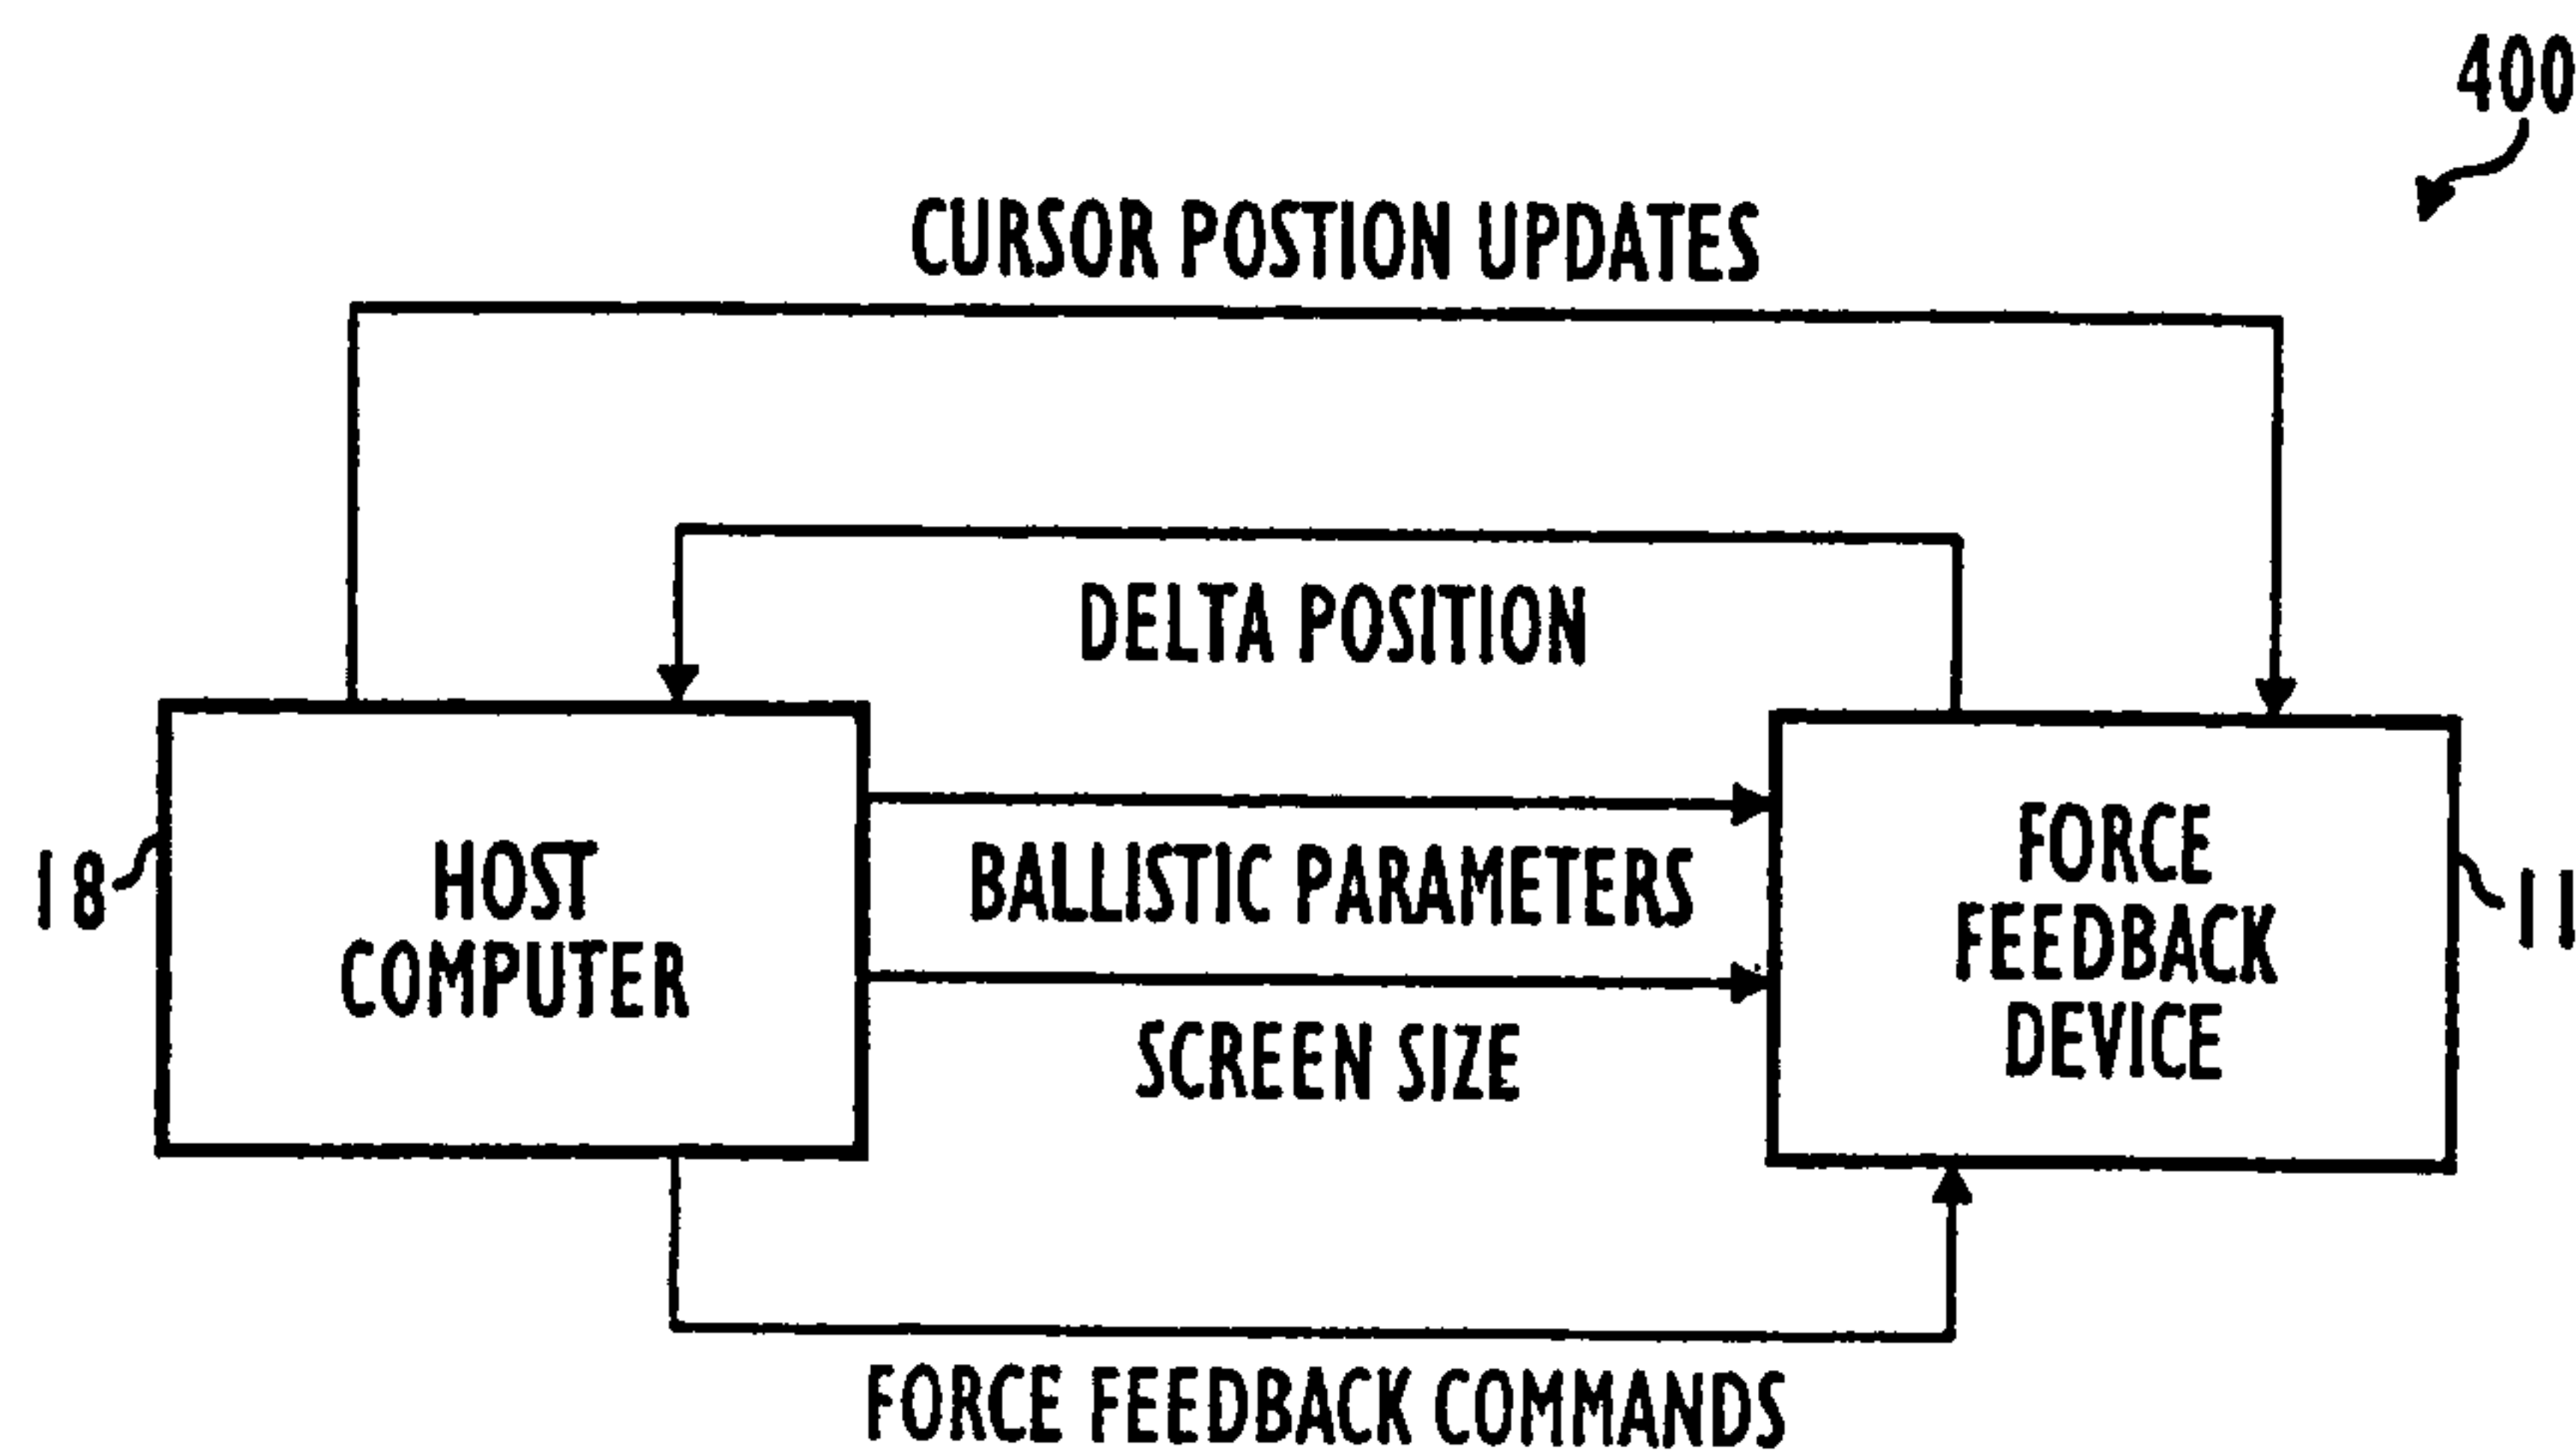 400
CURSOR POSTION UPDATES
DELTA POSITION
BALLISTIC PARAMETERS
SCREEN SIZE
18
HOST
COMPUTER
FORCE
FEEDBACK
DEVICE
11
FORCE FEEDBACK COMMANDS